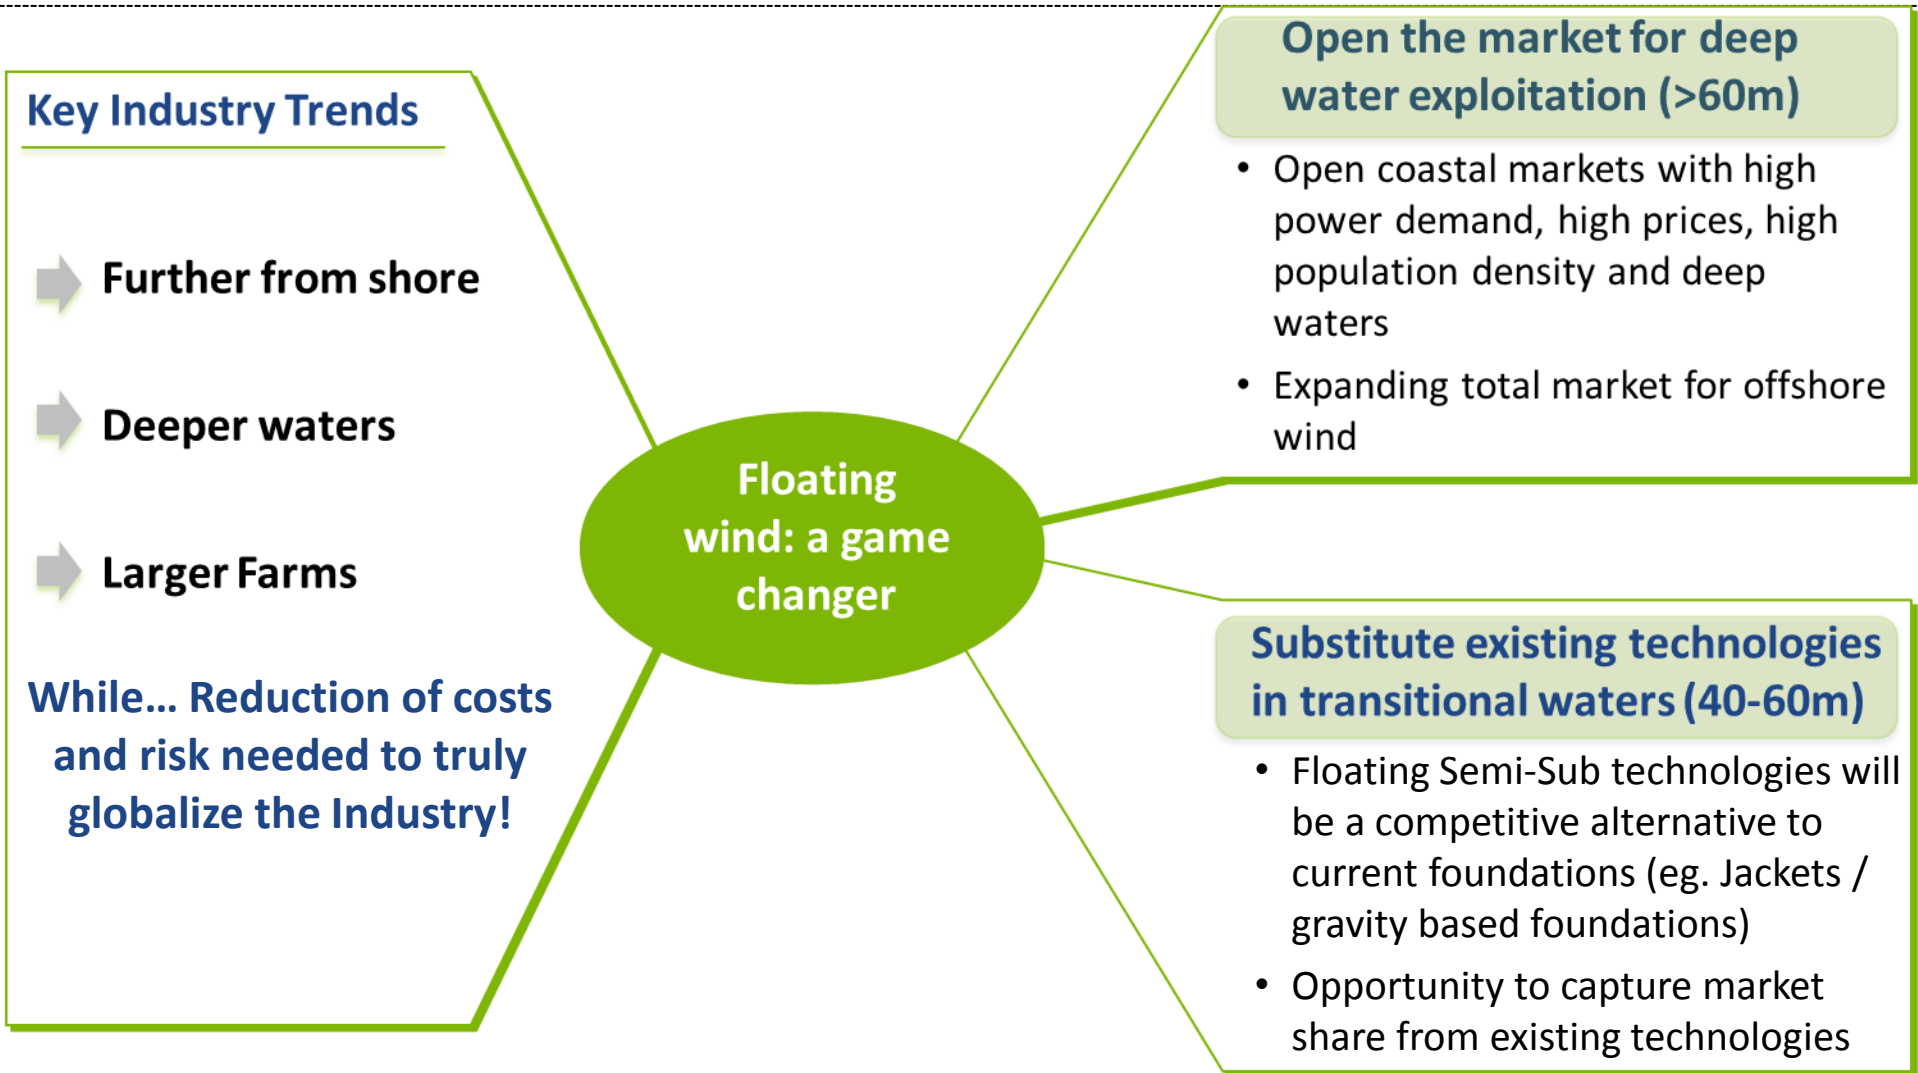 Key Industry Trends
Further from shore
Deeper waters
Larger Farms
While... Reduction of costs
and risk needed to truly
globalize the Industry!
Floating
wind: a game
changer
Open the market for deep
water exploitation (>60m)
• Open coastal markets with high
power demand, high prices, high
population density and deep
waters
• Expanding total market for offshore
wind
Substitute existing technologies
in transitional waters (40-60m)
• Floating Semi-Sub technologies will
be a competitive alternative to
current foundations (eg. Jackets /
gravity based foundations)
• Opportunity to capture market
share from existing technologies